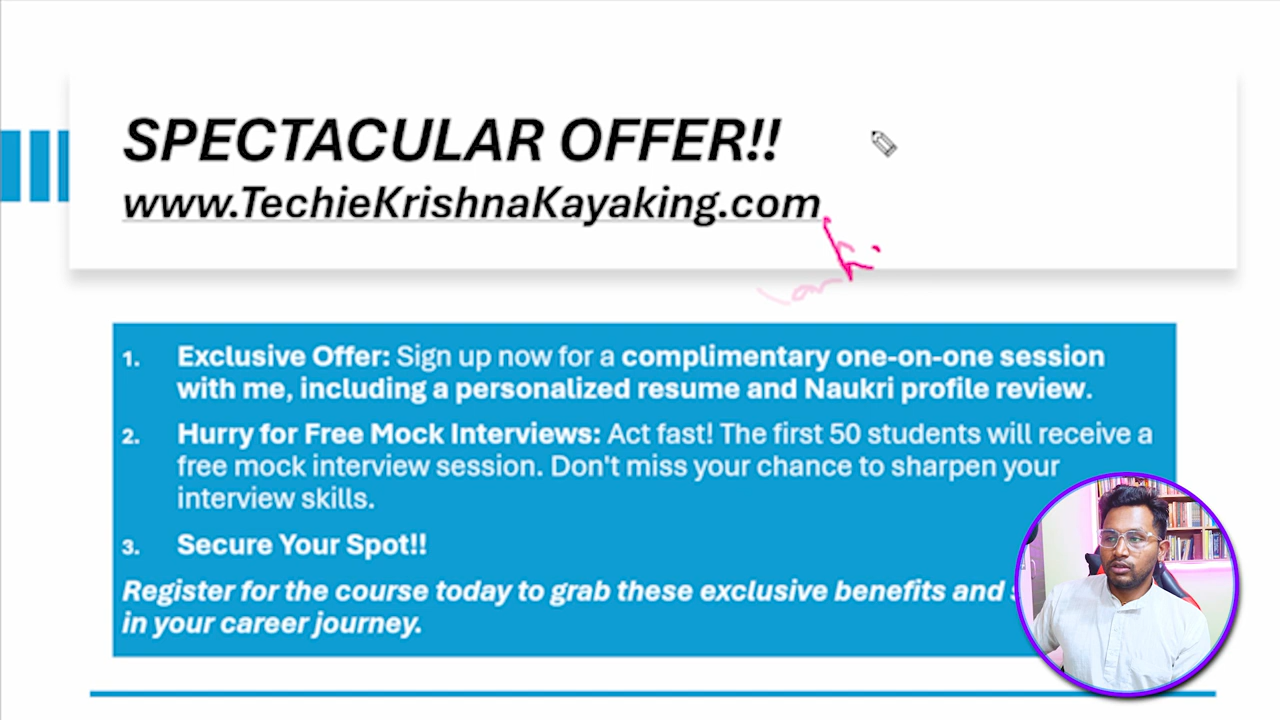 SPECTACULAR OFFER!!
www.TechieKrishnaKayaking.com
1. Exclusive Offer: Sign up now for a complimentary one-on-one session
with me, including a personalized resume and Naukri profile review.
2. Hurry for Free Mock Interviews: Act fast! The first 50 students will receive a
free mock interview session. Don't miss your chance to sharpen your
interview skills.
3. Secure Your Spot!!
Register for the course today to grab these exclusive benefits and
in your career journey.